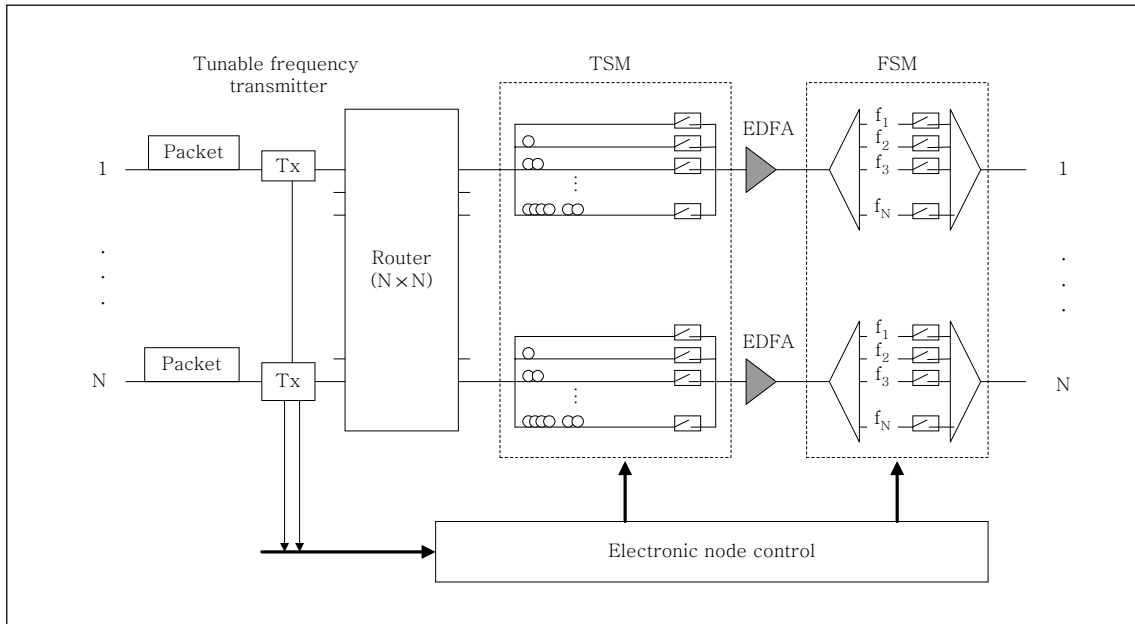 Tunable frequency
transmitter
TSM
FSM
1
Packet
Tx
EDFA
f1
f2
f3
fN
1
Router
(N×N)
N
Packet
Tx
EDFA
f1
f2
f3
fN
N
Electronic node control